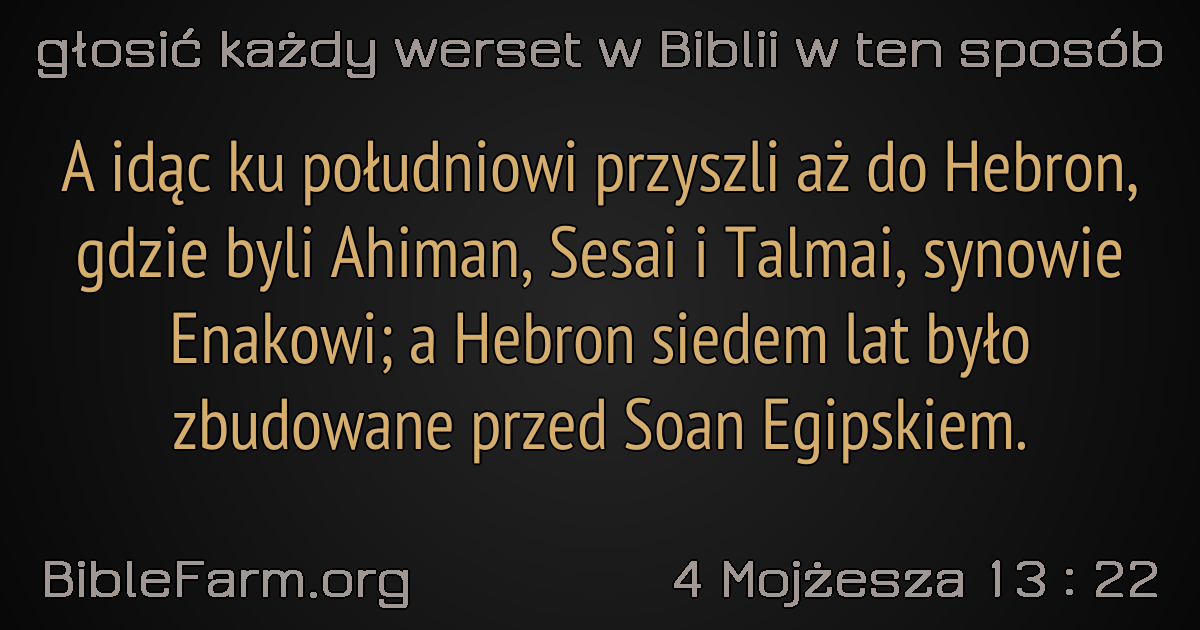 głosić każdy werset w Biblii w ten sposób
A idąc ku południowi przyszli aż do Hebron,
gdzie byli Ahiman, Sesai i Talmai, synowie
Enakowi; a Hebron siedem lat było
zbudowane przed Soan Egipskiem.
BibleFarm.org
4 Mojżesza 13 : 22